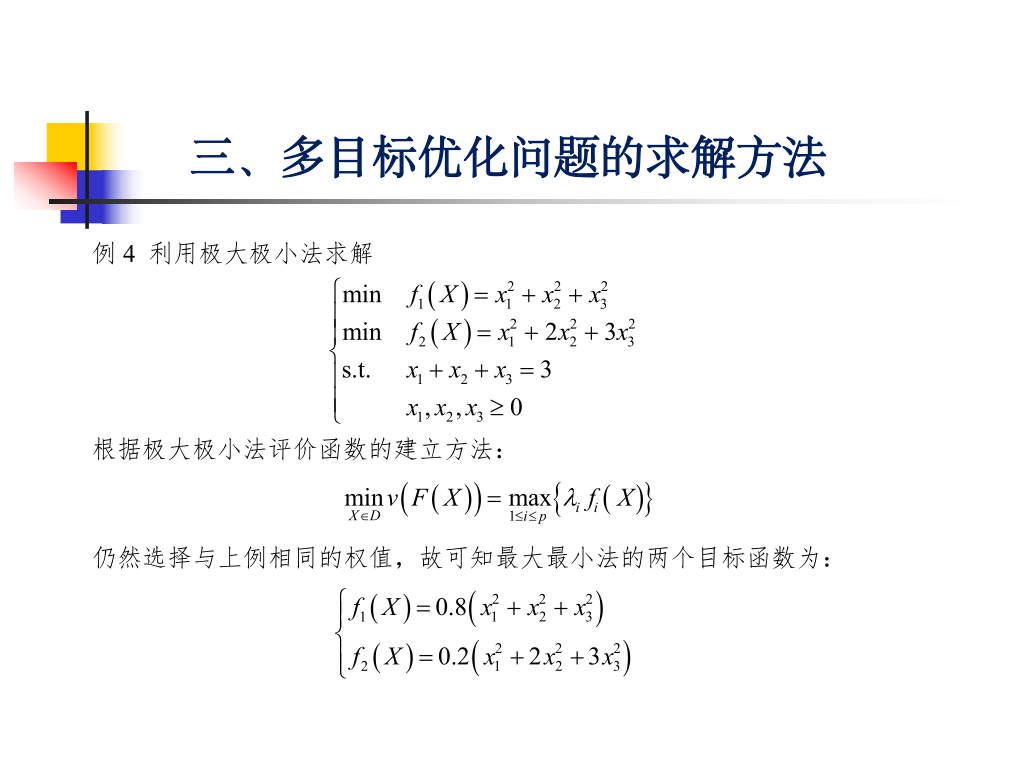 三、多目标优化问题的求解方法
例 4 利用极大极小法求解
min f₁(X) = x₁² + x₂² + x₃²
min f₂(X) = x₁² + 2x₂² + 3x₃²
s.t. x₁ + x₂ + x₃ = 3
x₁, x₂, x₃ ≥ 0
根据极大极小法评价函数的建立方法：
min v(F(X)) = max{λᵢ fᵢ(X)}
X∈D 1≤i≤p
仍然选择与上例相同的权值，故可知最大最小法的两个目标函数为：
f₁(X) = 0.8(x₁² + x₂² + x₃²)
f₂(X) = 0.2(x₁² + 2x₂² + 3x₃²)